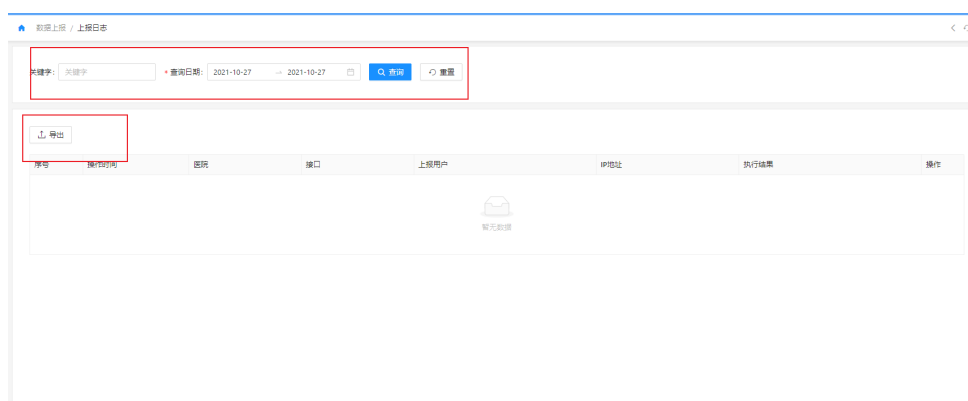 数据上报 / 上报日志
关键字: 关键字 * 查询日期: 2021-10-27 → 2021-10-27 查询 重置
导出
序号 操作时间 医院 接口 上报用户 IP地址 执行结果 操作
暂无数据